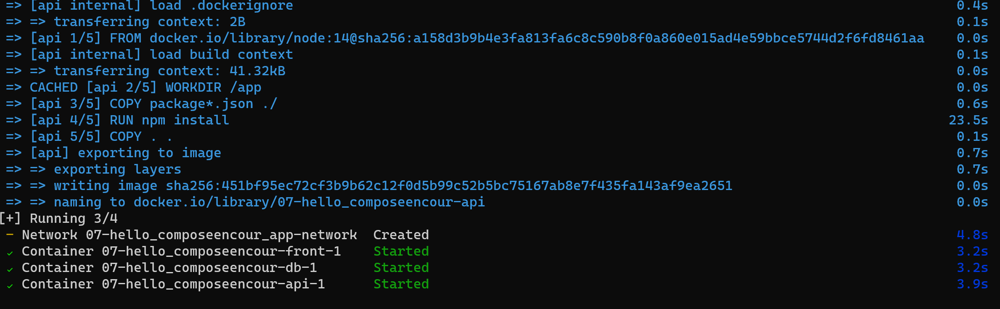 => [api internal] load .dockerignore 0.4s
=> => transferring context: 2B 0.1s
=> [api 1/5] FROM docker.io/library/node:14@sha256:a158d3b9b4e3fa813fa6c8c590b8f0a860e015ad4e59bbce5744d2f6fd8461aa 0.0s
=> [api internal] load build context 0.1s
=> => transferring context: 41.32kB 0.0s
=> CACHED [api 2/5] WORKDIR /app 0.0s
=> [api 3/5] COPY package*.json ./ 0.6s
=> [api 4/5] RUN npm install 23.5s
=> [api 5/5] COPY . . 0.1s
=> [api] exporting to image 0.7s
=> => exporting layers 0.7s
=> => writing image sha256:451bf95ec72cf3b9b62c12f0d5b99c52b5bc75167ab8e7f435fa143af9ea2651 0.0s
=> => naming to docker.io/library/07-hello_composeencour-api 0.0s
[+] Running 3/4
- Network 07-hello_composeencour_app-network Created 4.8s
✓ Container 07-hello_composeencour-front-1 Started 3.2s
✓ Container 07-hello_composeencour-db-1 Started 3.2s
✓ Container 07-hello_composeencour-api-1 Started 3.9s